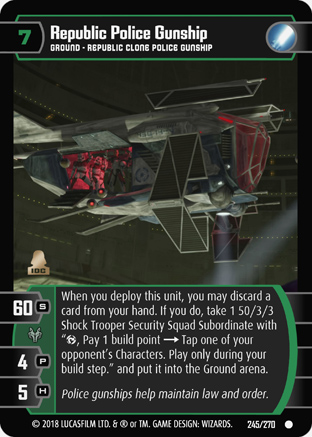 7 Republic Police Gunship
GROUND - REPUBLIC CLONE POLICE GUNSHIP
60 S
4 P
5 H
When you deploy this unit, you may discard a
card from your hand. If you do, take 1 50/3/3
Shock Trooper Security Squad Subordinate with
“, Pay 1 build point → Tap one of your
opponent's Characters. Play only during your
build step.” and put it into the Ground arena.
Police gunships help maintain law and order.
© 2018 LUCASFILM LTD. & ® or TM. GAME DESIGN: WIZARDS. 245/270